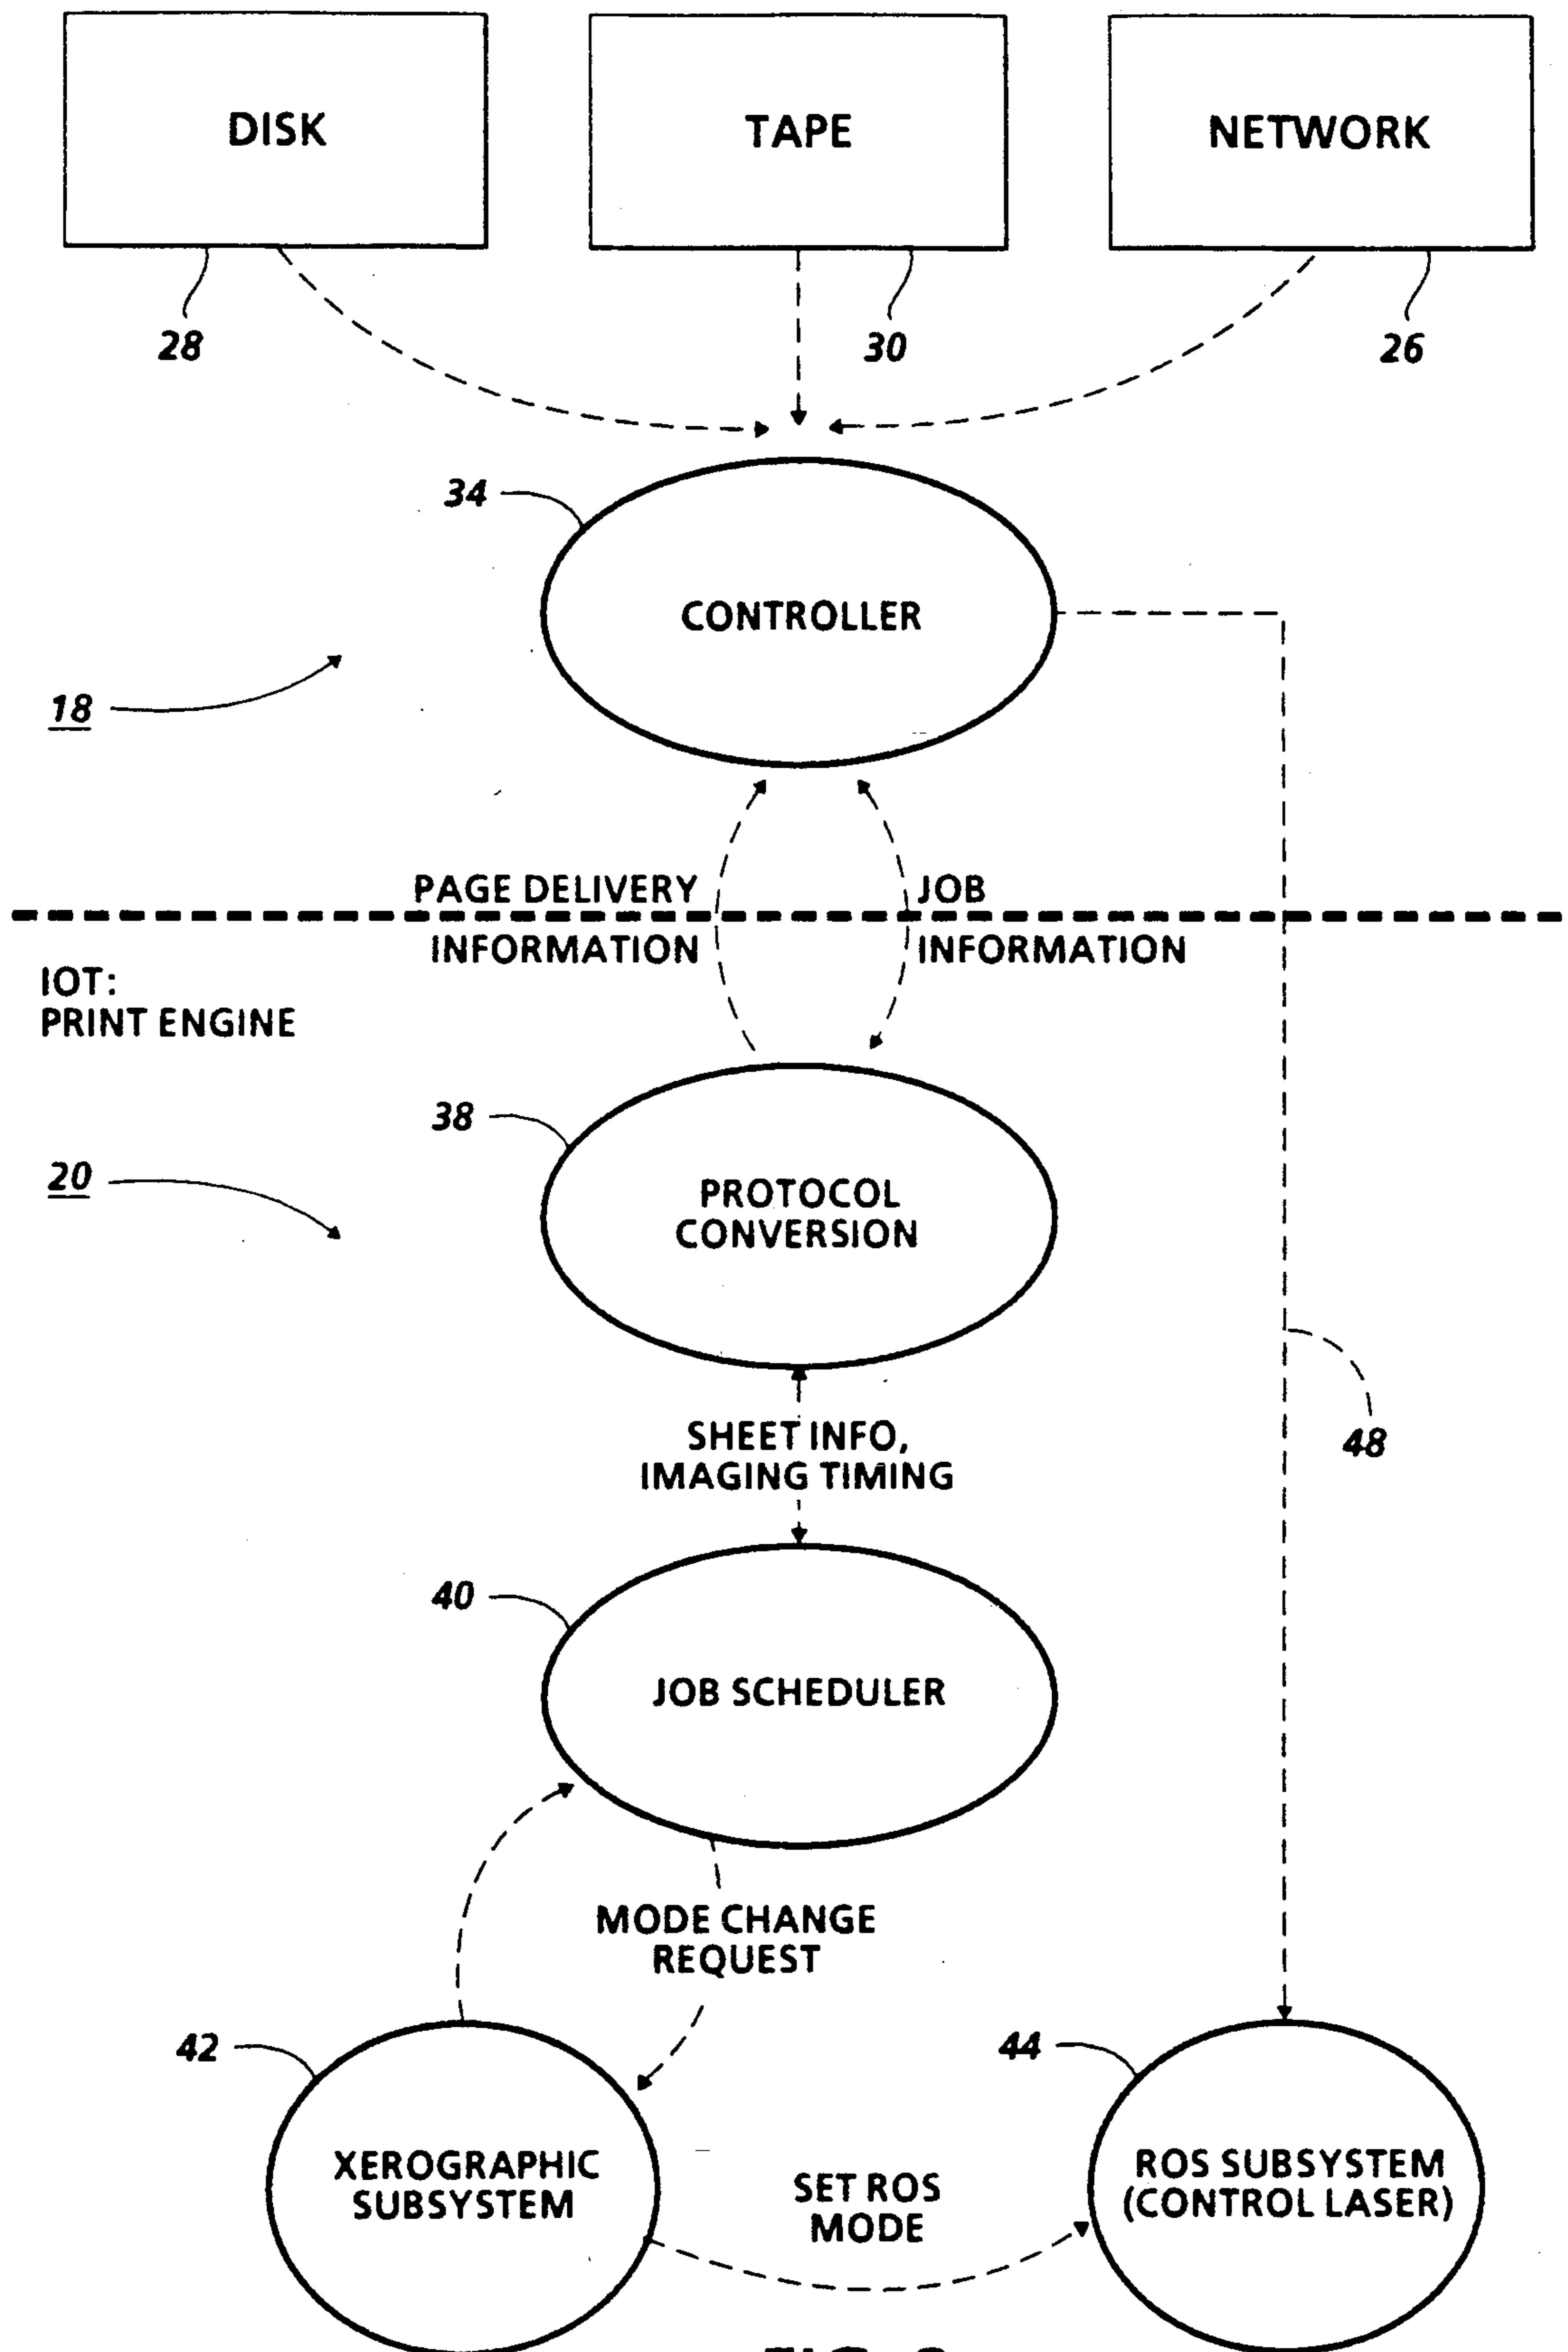 DISK
TAPE
NETWORK
28
30
26
34
CONTROLLER
18
PAGE DELIVERY
INFORMATION
JOB
INFORMATION
IOT:
PRINT ENGINE
38
20
PROTOCOL
CONVERSION
48
SHEET INFO,
IMAGING TIMING
40
JOB SCHEDULER
MODE CHANGE
REQUEST
42
44
XEROGRAPHIC
SUBSYSTEM
SET ROS
MODE
ROS SUBSYSTEM
(CONTROL LASER)